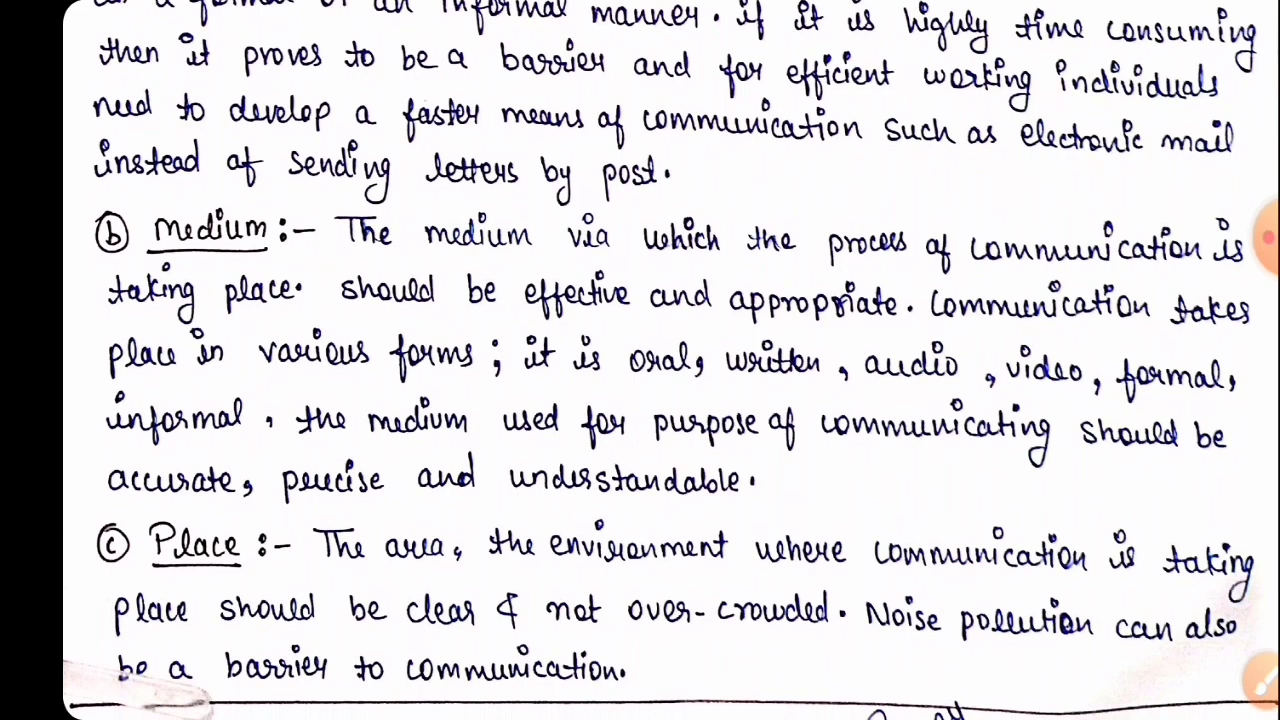 a formal or an informal manner. if it is highly time consuming
then it proves to be a barrier and for efficient working individuals
need to develop a faster means of communication such as electronic mail
instead of sending letters by post.
ⓑ Medium :- The medium via which the process of communication is
taking place. should be effective and appropriate. Communication takes
place in various forms ; it is oral, written, audio, video, formal,
informal, the medium used for purpose of communicating should be
accurate, precise and understandable.
ⓒ Place :- The area, the environment where communication is taking
place should be clear & not over-crowded. Noise pollution can also
be a barrier to communication.